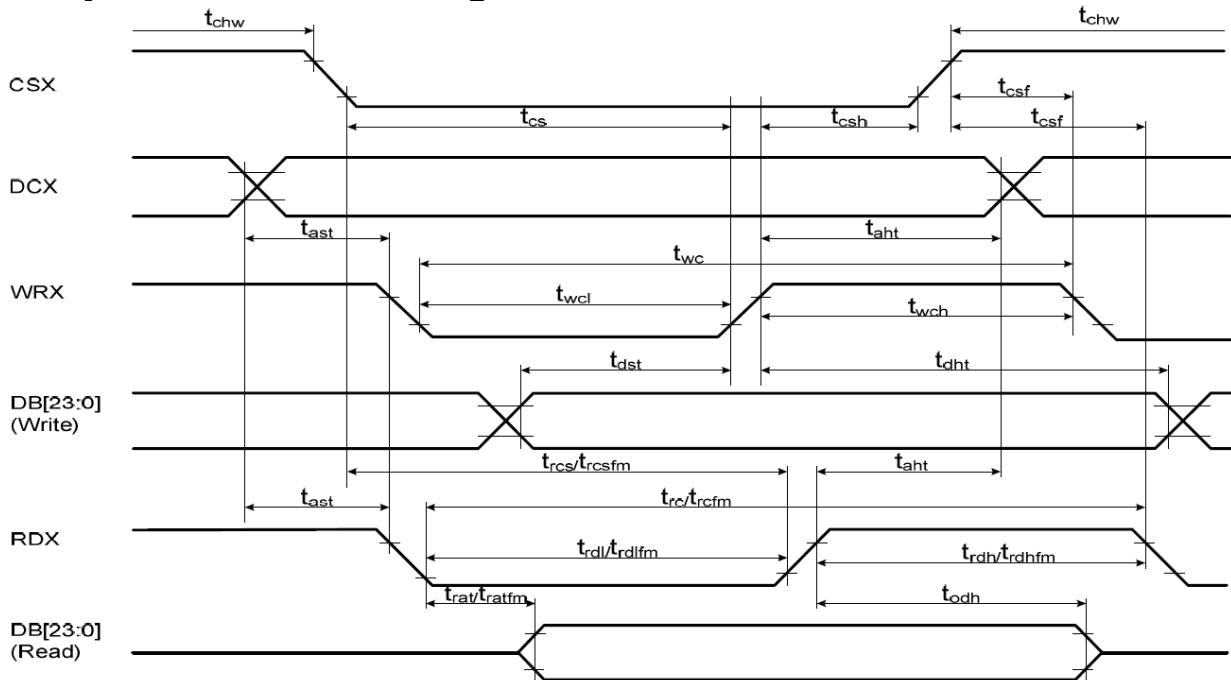 tchw
tchw
CSX
tcsf
tcs
tcsh
tcsf
DCX
tast
taht
twc
WRX
twcl
twch
tdst
tdht
DB[23:0]
(Write)
trcs/trcsfm
taht
tast
trc/trcfm
RDX
trdl/trdlfm
trdh/trdhfm
trat/tratfm
todh
DB[23:0]
(Read)